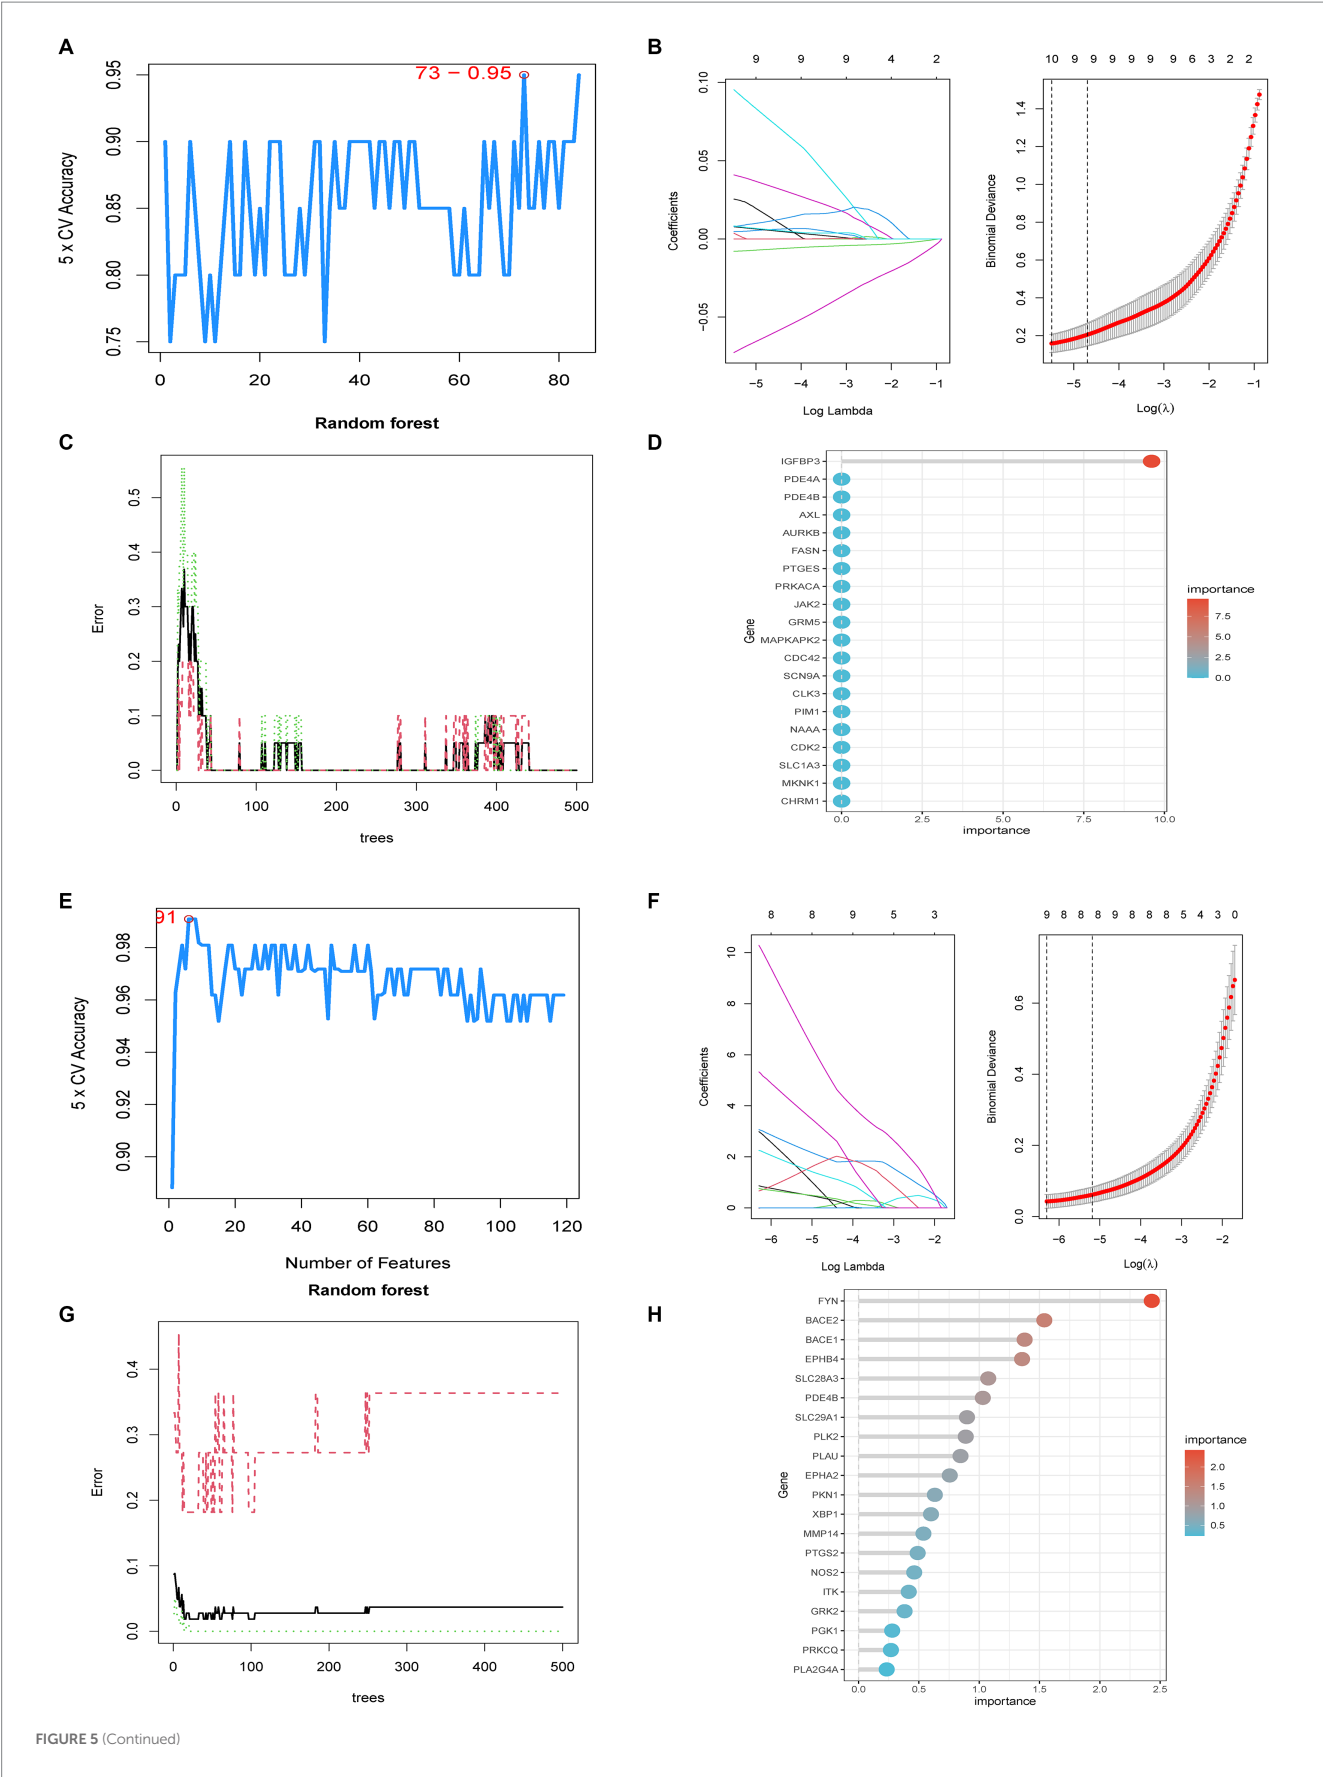 A
73 − 0.95
5 x CV Accuracy
0.95
0.90
0.85
0.80
0.75
0 20 40 60 80
B
9 9 9 4 2
Coefficients
0.10
0.05
0.00
−0.05
−5 −4 −3 −2 −1
Log Lambda
10 9 9 9 9 9 9 6 3 2 2
Binomial Deviance
1.4
1.2
1.0
0.8
0.6
0.4
0.2
−5 −4 −3 −2 −1
Log(λ)
C
Random forest
Error
0.5
0.4
0.3
0.2
0.1
0.0
0 100 200 300 400 500
trees
D
Gene
IGFBP3
PDE4A
PDE4B
AXL
AURKB
FASN
PTGES
PRKACA
JAK2
GRM5
MAPKAPK2
CDC42
SCN9A
CLK3
PIM1
NAAA
CDK2
SLC1A3
MKNK1
CHRM1
0.0 2.5 5.0 7.5 10.0
importance
importance
7.5
5.0
2.5
0.0
E
91
5 x CV Accuracy
0.98
0.96
0.94
0.92
0.90
0 20 40 60 80 100 120
Number of Features
F
8 8 9 5 3
Coefficients
10
8
6
4
2
0
−6 −5 −4 −3 −2
Log Lambda
9 8 8 8 9 8 8 5 4 3 0
Binomial Deviance
0.6
0.4
0.2
0.0
−6 −5 −4 −3 −2
Log(λ)
G
Random forest
Error
0.4
0.3
0.2
0.1
0.0
0 100 200 300 400 500
trees
H
Gene
FYN
BACE2
BACE1
EPHB4
SLC28A3
PDE4B
SLC29A1
PLK2
PLAU
EPHA2
PKN1
XBP1
MMP14
PTGS2
NOS2
ITK
GRK2
PGK1
PRKCQ
PLA2G4A
0.0 0.5 1.0 1.5 2.0 2.5
importance
importance
2.0
1.5
1.0
0.5
FIGURE 5 (Continued)